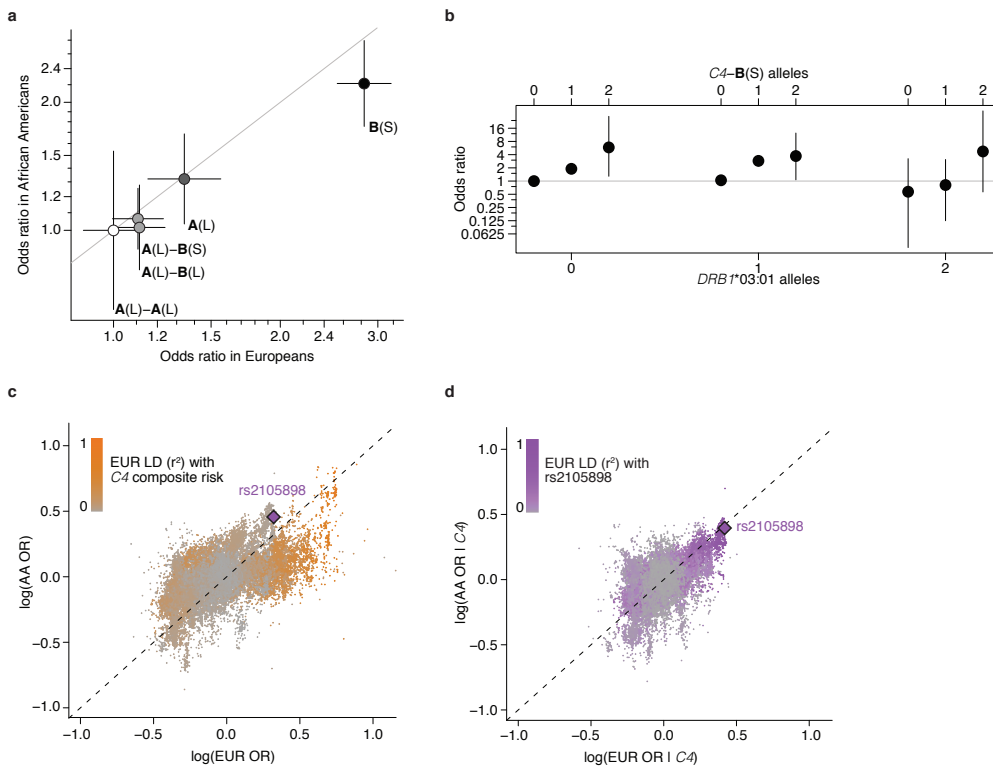 a
Odds ratio in African Americans
2.4
2.0
1.5
1.2
1.0
B(S)
A(L)
A(L)–B(S)
A(L)–B(L)
A(L)–A(L)
1.0 1.2 1.5 2.0 2.4 3.0
Odds ratio in Europeans
b
C4–B(S) alleles
0 1 2 0 1 2 0 1 2
Odds ratio
16
8
4
2
1
0.5
0.25
0.125
0.0625
0 1 2
DRB1*03:01 alleles
c
log(AA OR)
1.0
0.5
0.0
−0.5
−1.0
1
0
EUR LD (r²) with
C4 composite risk
rs2105898
−1.0 −0.5 0.0 0.5 1.0
log(EUR OR)
d
log(AA OR I C4)
1.0
0.5
0.0
−0.5
−1.0
1
0
EUR LD (r²) with
rs2105898
rs2105898
−1.0 −0.5 0.0 0.5 1.0
log(EUR OR I C4)